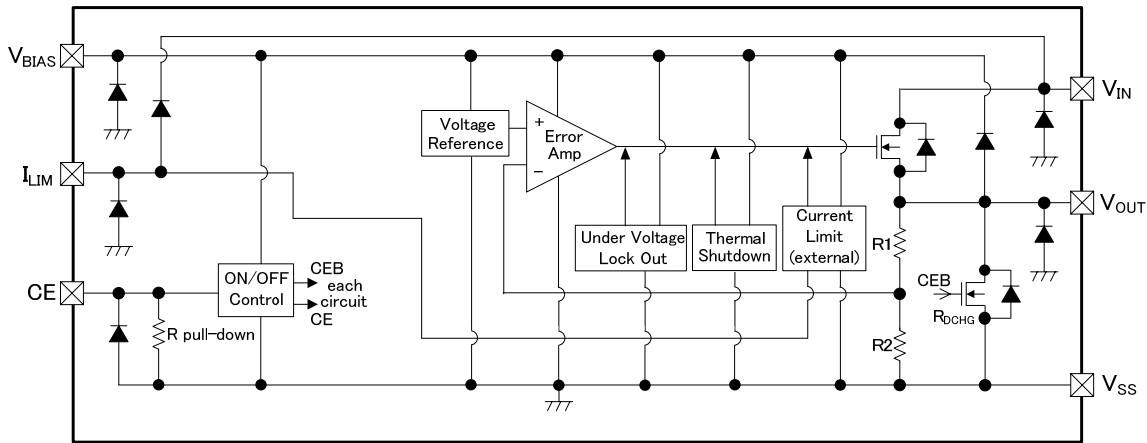 VBIAS
VIN
Voltage
Reference
+
Error
Amp
−
ILIM
VOUT
Under Voltage
Lock Out
Thermal
Shutdown
Current
Limit
(external)
R1
CE
ON/OFF
Control
CEB
each
circuit
CE
CEB
RDCHG
R pull-down
R2
VSS